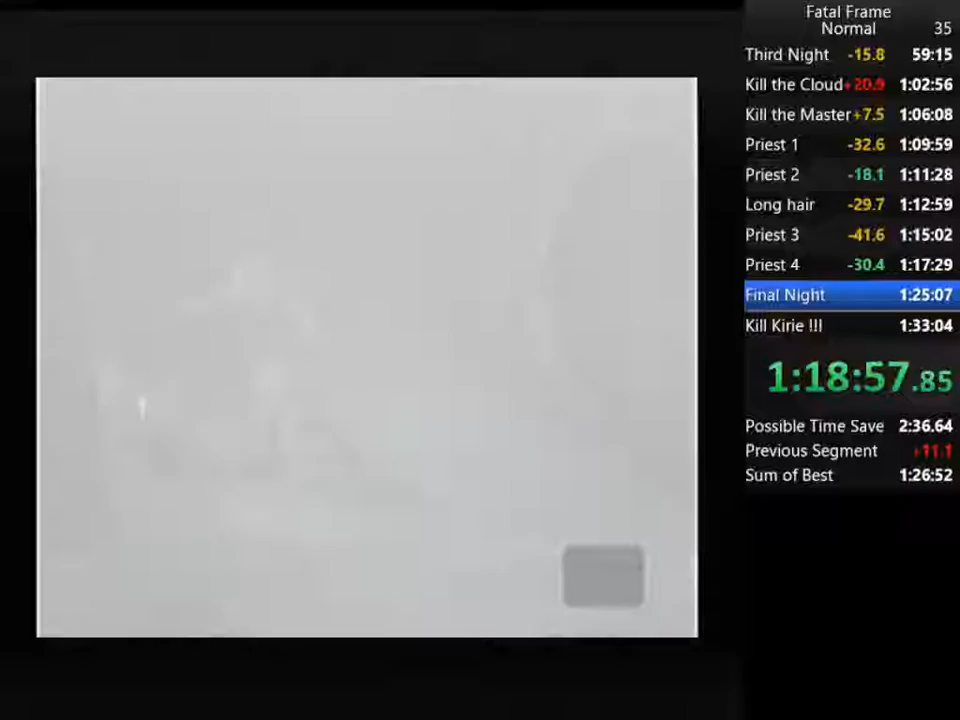 Fatal Frame
Normal 35
Third Night -15.8 59:15
Kill the Cloud +20.9 1:02:56
Kill the Master +7.5 1:06:08
Priest 1 -32.6 1:09:59
Priest 2 -18.1 1:11:28
Long hair -29.7 1:12:59
Priest 3 -41.6 1:15:02
Priest 4 -30.4 1:17:29
Final Night 1:25:07
Kill Kirie !!! 1:33:04
1:18:57.85
Possible Time Save 2:36.64
Previous Segment +11.1
Sum of Best 1:26:52